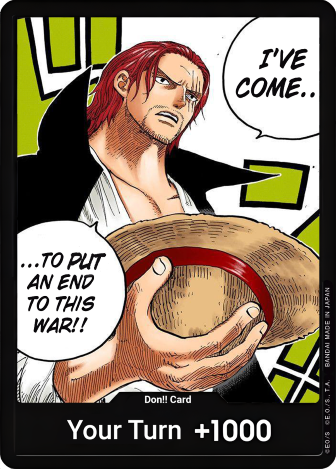 I'VE
COME..
...TO PUT
AN END
TO THIS
WAR!!
Don!! Card
Your Turn +1000
©E.O/S. ©E.O./S., T.A. BANDAI MADE IN JAPAN